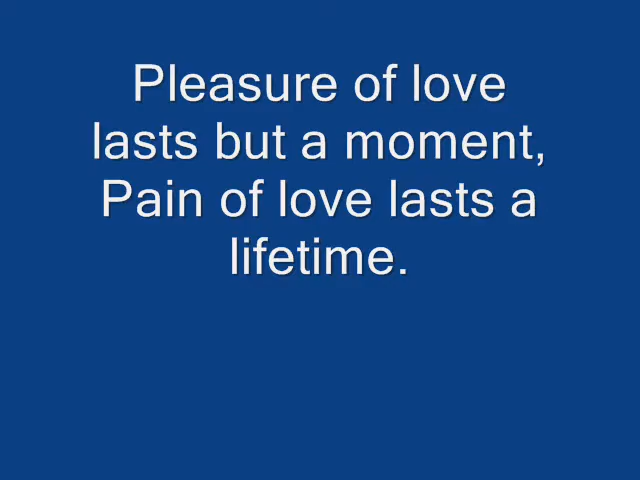 Pleasure of love
lasts but a moment,
Pain of love lasts a
lifetime.